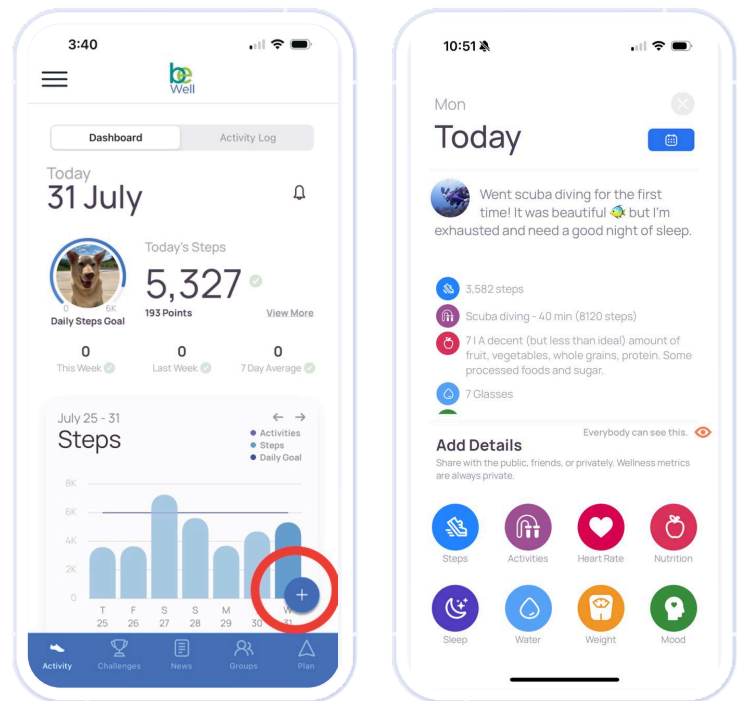 3:40
be
Well
Dashboard
Activity Log
Today
31 July
Today's Steps
5,327
0
6K
Daily Steps Goal
193 Points
View More
0
0
0
This Week
Last Week
7 Day Average
July 25 - 31
Steps
← →
Activities
Steps
Daily Goal
8K
6K
4K
2K
0
T F S S M W
25 26 27 28 29 30 31
+
Activity
Challenges
News
Groups
Plan
10:51
Mon
Today
Went scuba diving for the first
time! It was beautiful 🐠 but I'm
exhausted and need a good night of sleep.
3,582 steps
Scuba diving - 40 min (8120 steps)
7 | A decent (but less than ideal) amount of
fruit, vegetables, whole grains, protein. Some
processed foods and sugar.
7 Glasses
Everybody can see this.
Add Details
Share with the public, friends, or privately. Wellness metrics
are always private.
Steps
Activities
Heart Rate
Nutrition
Sleep
Water
Weight
Mood